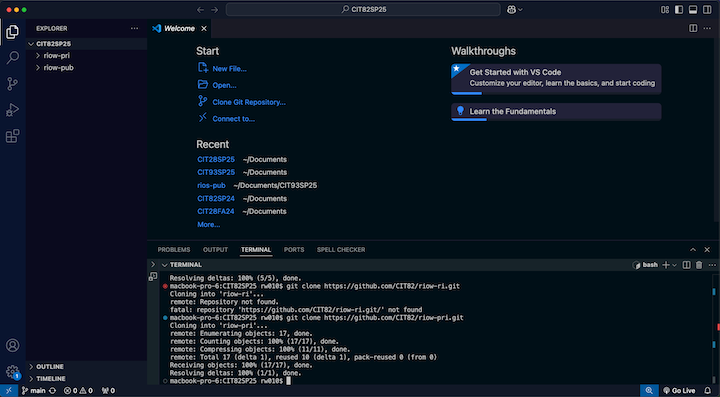 CIT82SP25
EXPLORER
CIT82SP25
riow-pri
riow-pub
OUTLINE
TIMELINE
Welcome
Start
New File...
Open...
Clone Git Repository...
Connect to...
Recent
CIT28SP25 ~/Documents
CIT93SP25 ~/Documents
rios-pub ~/Documents/CIT93SP25
CIT82SP24 ~/Documents
CIT28FA24 ~/Documents
More...
Walkthroughs
Get Started with VS Code
Customize your editor, learn the basics, and start coding
Learn the Fundamentals
PROBLEMS OUTPUT TERMINAL PORTS SPELL CHECKER
TERMINAL
bash
Resolving deltas: 100% (5/5), done.
macbook-pro-6:CIT82SP25 rw010$ git clone https://github.com/CIT82/riow-ri.git
Cloning into 'riow-ri'...
remote: Repository not found.
fatal: repository 'https://github.com/CIT82/riow-ri.git/' not found
macbook-pro-6:CIT82SP25 rw010$ git clone https://github.com/CIT82/riow-pri.git
Cloning into 'riow-pri'...
remote: Enumerating objects: 17, done.
remote: Counting objects: 100% (17/17), done.
remote: Compressing objects: 100% (11/11), done.
remote: Total 17 (delta 1), reused 10 (delta 1), pack-reused 0 (from 0)
Receiving objects: 100% (17/17), done.
Resolving deltas: 100% (1/1), done.
macbook-pro-6:CIT82SP25 rw010$
1
main 0 0 0 Go Live